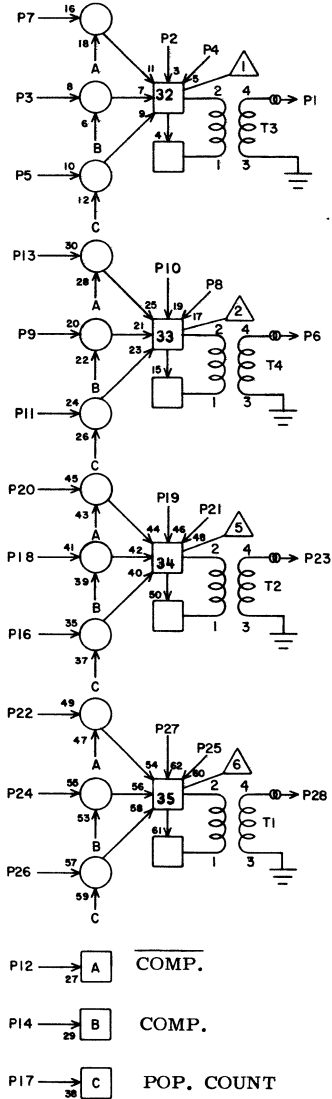 P7 16
18
P2
P4
A
11 3 5 1
P3 8 7 32 2 4 P1
6 9
4 T3
B
P5 10 1 3
12
C
P13 30
28
P10
P8
A
25 19 17 2
P9 20 21 33 2 4 P6
22 23
15 T4
B
P11 24 1 3
26
C
P20 45
43
P19
P21
A
44 46 48 5
P18 41 42 34 2 4 P23
39 40
50 T2
B
P16 35 1 3
37
C
P22 49
47
P27
P25
A
54 62 60 6
P24 55 56 35 2 4 P28
53 58
61 T1
B
P26 57 1 3
59
C
P12 27 A COMP.
P14 29 B COMP.
P17 38 C POP. COUNT